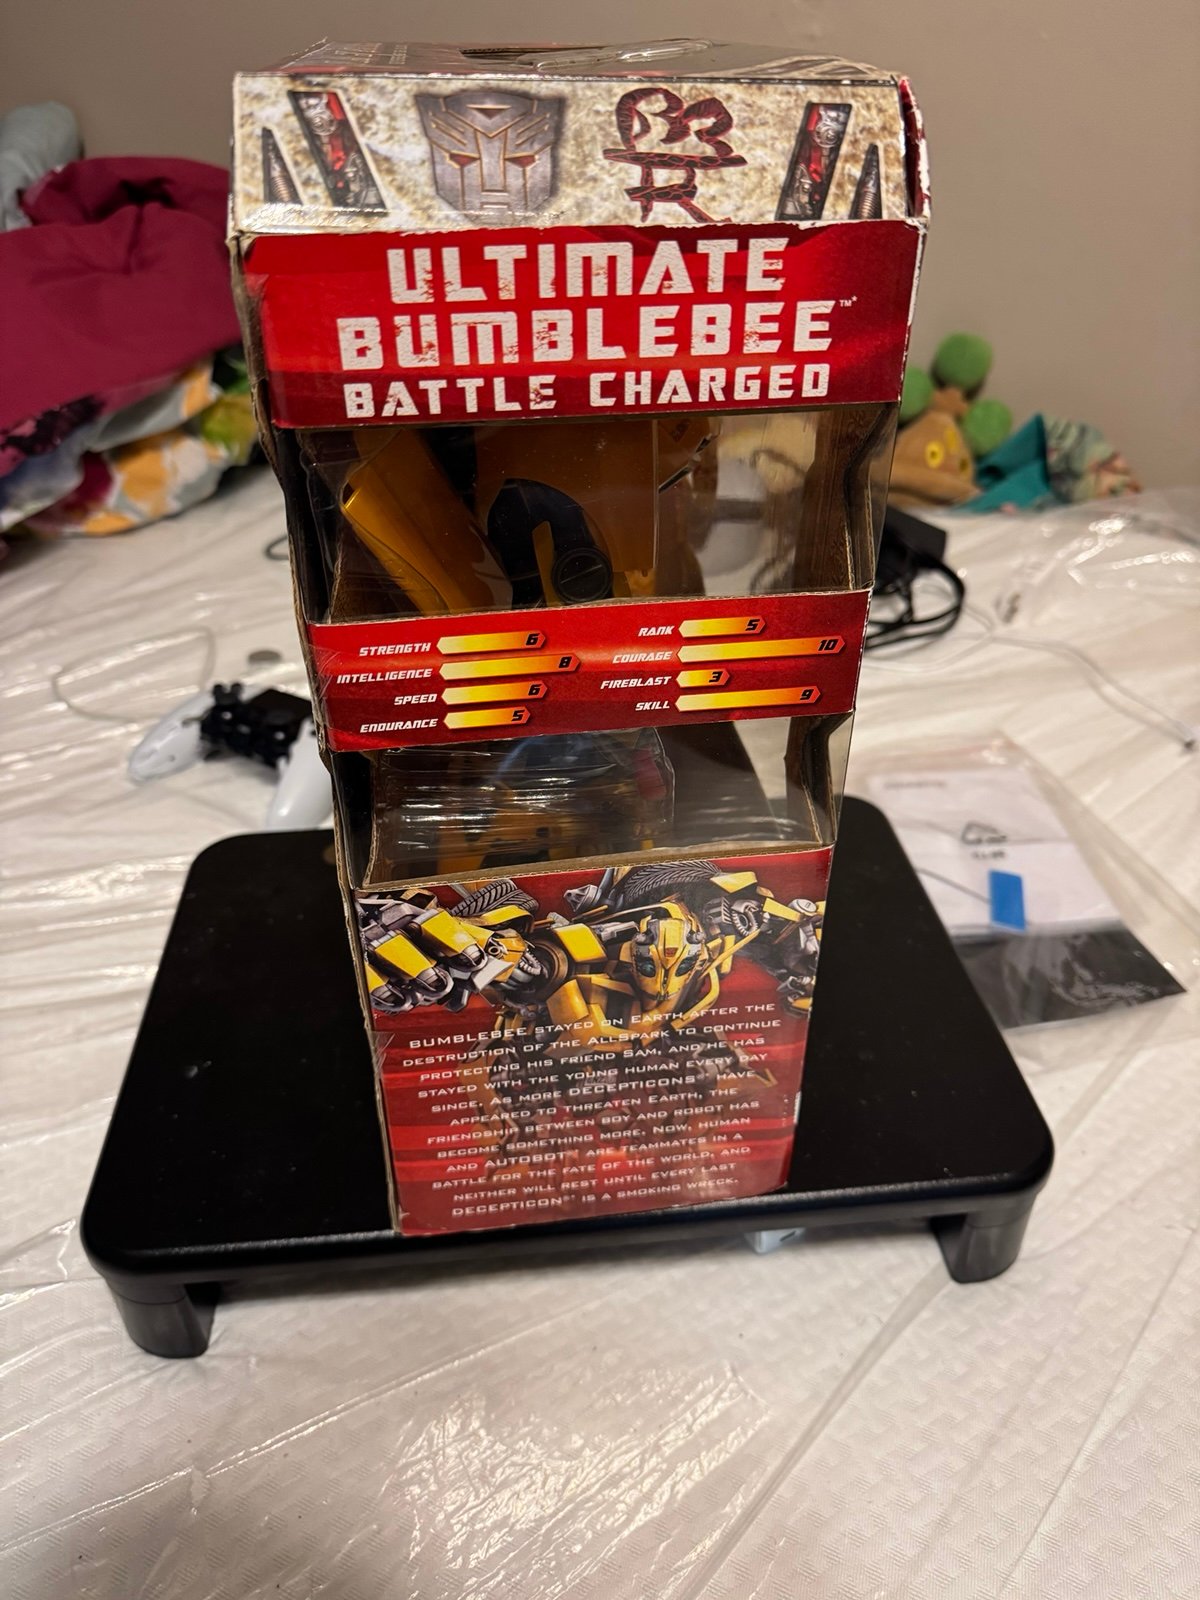 ULTIMATE
BUMBLEBEE™*
BATTLE CHARGED
STRENGTH 6
INTELLIGENCE 8
SPEED 6
ENDURANCE 5
RANK 5
COURAGE 10
FIREBLAST 3
SKILL 9
BUMBLEBEE STAYED ON EARTH AFTER THE
DESTRUCTION OF THE ALLSPARK TO CONTINUE
PROTECTING HIS FRIEND SAM, AND HE HAS
STAYED WITH THE YOUNG HUMAN EVERY DAY
SINCE. AS MORE DECEPTICONS™ HAVE
APPEARED TO THREATEN EARTH, THE
FRIENDSHIP BETWEEN BOY AND ROBOT HAS
BECOME SOMETHING MORE. NOW, HUMAN
AND AUTOBOT™ ARE TEAMMATES IN A
BATTLE FOR THE FATE OF THE WORLD, AND
NEITHER WILL REST UNTIL EVERY LAST
DECEPTICON™ IS A SMOKING WRECK.